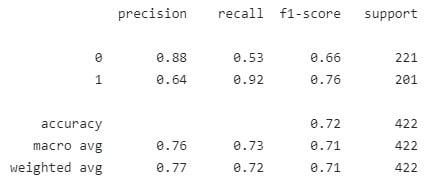 precision recall f1-score support
0 0.88 0.53 0.66 221
1 0.64 0.92 0.76 201
accuracy 0.72 422
macro avg 0.76 0.73 0.71 422
weighted avg 0.77 0.72 0.71 422